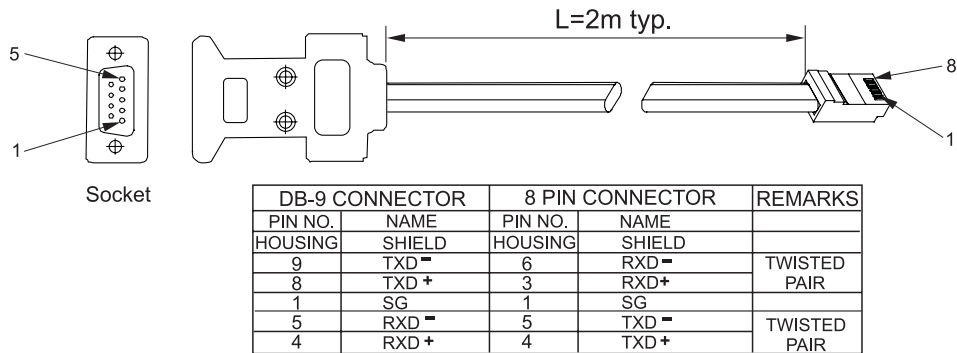 L=2m typ.
5
8
1
1
Socket
DB-9 CONNECTOR 8 PIN CONNECTOR REMARKS
PIN NO. NAME PIN NO. NAME
HOUSING SHIELD HOUSING SHIELD
9 TXD- 6 RXD- TWISTED
8 TXD+ 3 RXD+ PAIR
1 SG 1 SG
5 RXD- 5 TXD- TWISTED
4 RXD+ 4 TXD+ PAIR